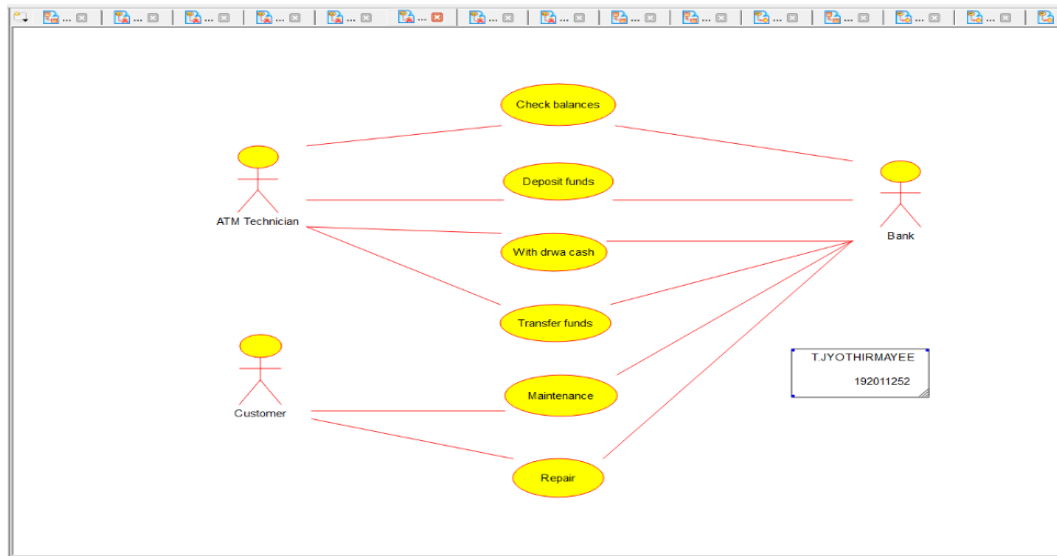 Check balances
Deposit funds
ATM Technician
Bank
With drwa cash
Transfer funds
T.JYOTHIRMAYEE
192011252
Maintenance
Customer
Repair